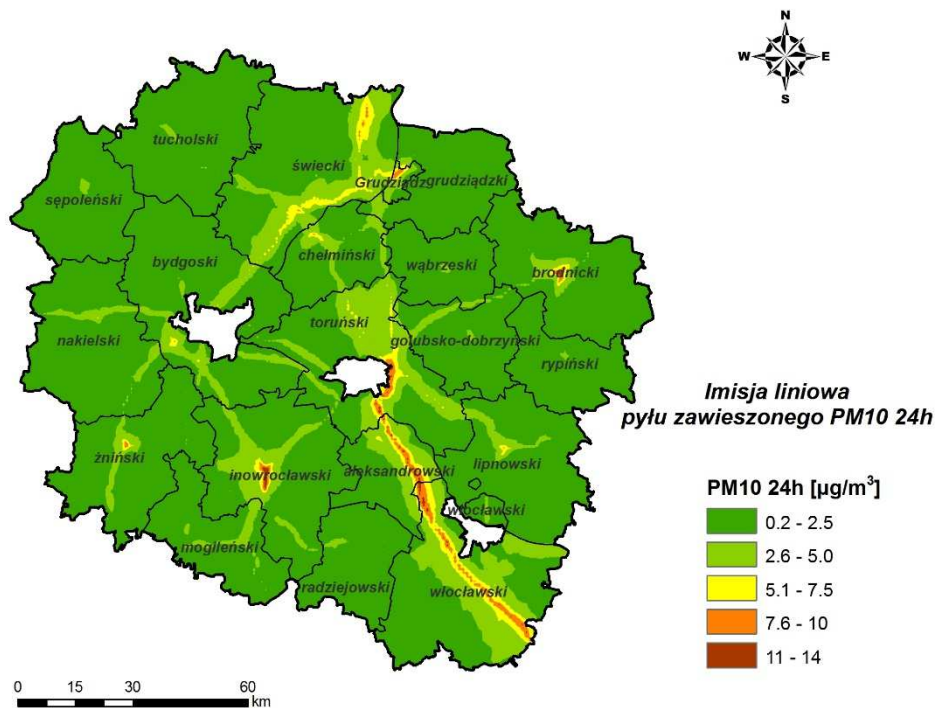 N
W E
S
tucholski
świecki
Grudziądz
grudziądzki
sępoleński
chełmiński
bydgoski
wąbrzeski
brodnicki
toruński
nakielski
golubsko-dobrzyński
rypiński
Imisja liniowa
pyłu zawieszonego PM10 24h
żniński
inowrocławski
aleksandrowski
lipnowski
włocławski
mogileński
radziejowski
włocławski
PM10 24h [µg/m³]
0.2 - 2.5
2.6 - 5.0
5.1 - 7.5
7.6 - 10
11 - 14
0 15 30 60
km